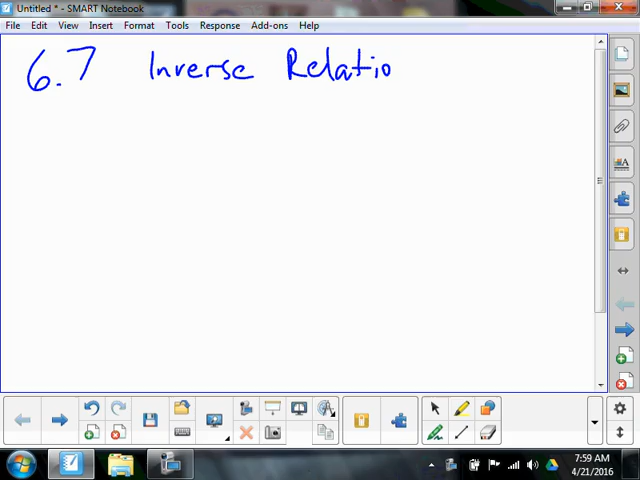 Untitled * - SMART Notebook
File Edit View Insert Format Tools Response Add-ons Help
6.7 Inverse Relatio
7:59 AM
4/21/2016